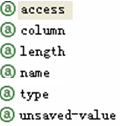 @ access
@ column
@ length
@ name
@ type
@ unsaved-value